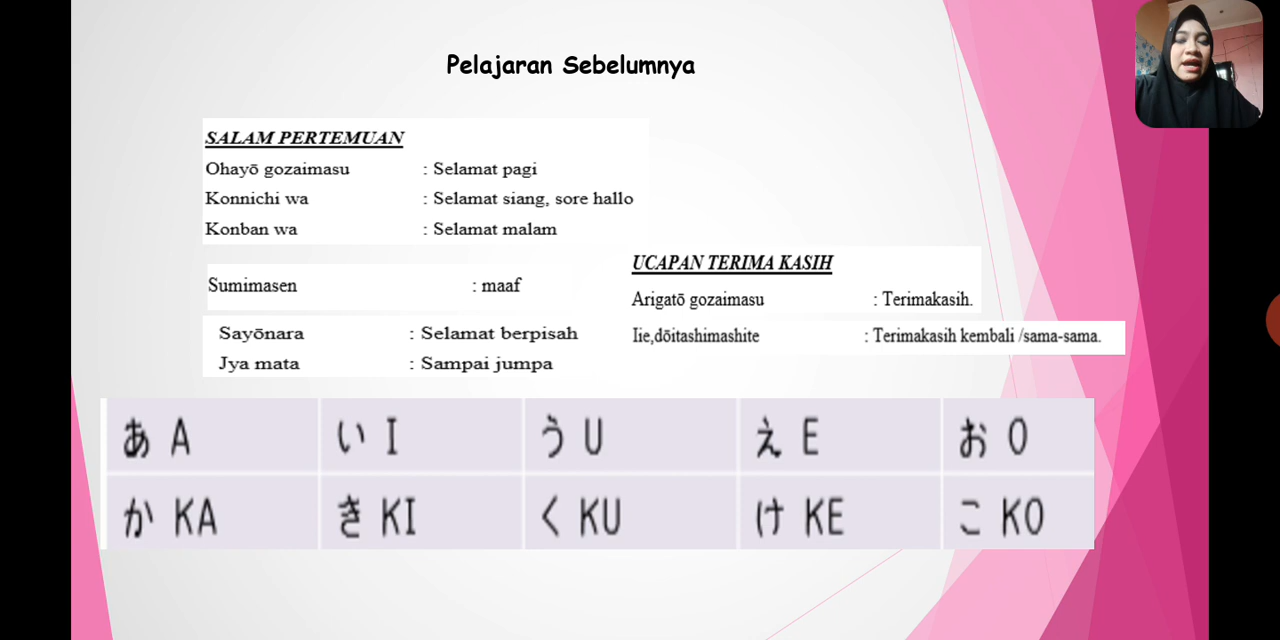 Pelajaran Sebelumnya
SALAM PERTEMUAN
Ohayō gozaimasu : Selamat pagi
Konnichi wa : Selamat siang, sore hallo
Konban wa : Selamat malam
Sumimasen : maaf
Sayōnara : Selamat berpisah
Jya mata : Sampai jumpa
UCAPAN TERIMA KASIH
Arigatō gozaimasu : Terimakasih.
Iie,dōitashimashite : Terimakasih kembali /sama-sama.
あ A い I う U え E お O
か KA き KI く KU け KE こ KO